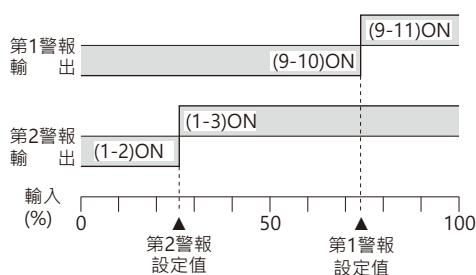 第1警報
輸 出
(9-11)ON
(9-10)ON
第2警報
輸 出
(1-3)ON
(1-2)ON
輸入
(%)
0
50
100
第2警報
設定值
第1警報
設定值